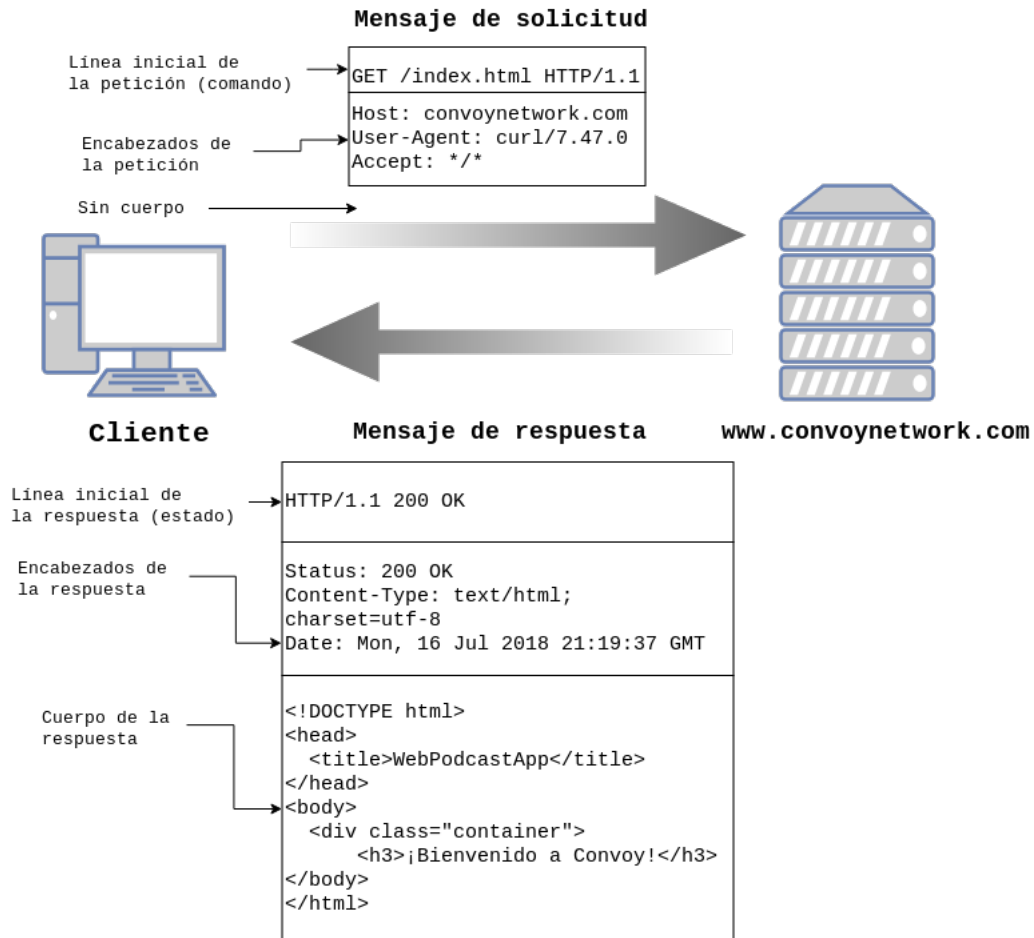 Mensaje de solicitud
Línea inicial de
la petición (comando)
GET /index.html HTTP/1.1
Host: convoynetwork.com
User-Agent: curl/7.47.0
Accept: */*
Encabezados de
la petición
Sin cuerpo
Cliente
Mensaje de respuesta
www.convoynetwork.com
Línea inicial de
la respuesta (estado)
HTTP/1.1 200 OK
Encabezados de
la respuesta
Status: 200 OK
Content-Type: text/html;
charset=utf-8
Date: Mon, 16 Jul 2018 21:19:37 GMT
Cuerpo de la
respuesta
<!DOCTYPE html>
<head>
  <title>WebPodcastApp</title>
</head>
<body>
  <div class="container">
      <h3>¡Bienvenido a Convoy!</h3>
</body>
</html>